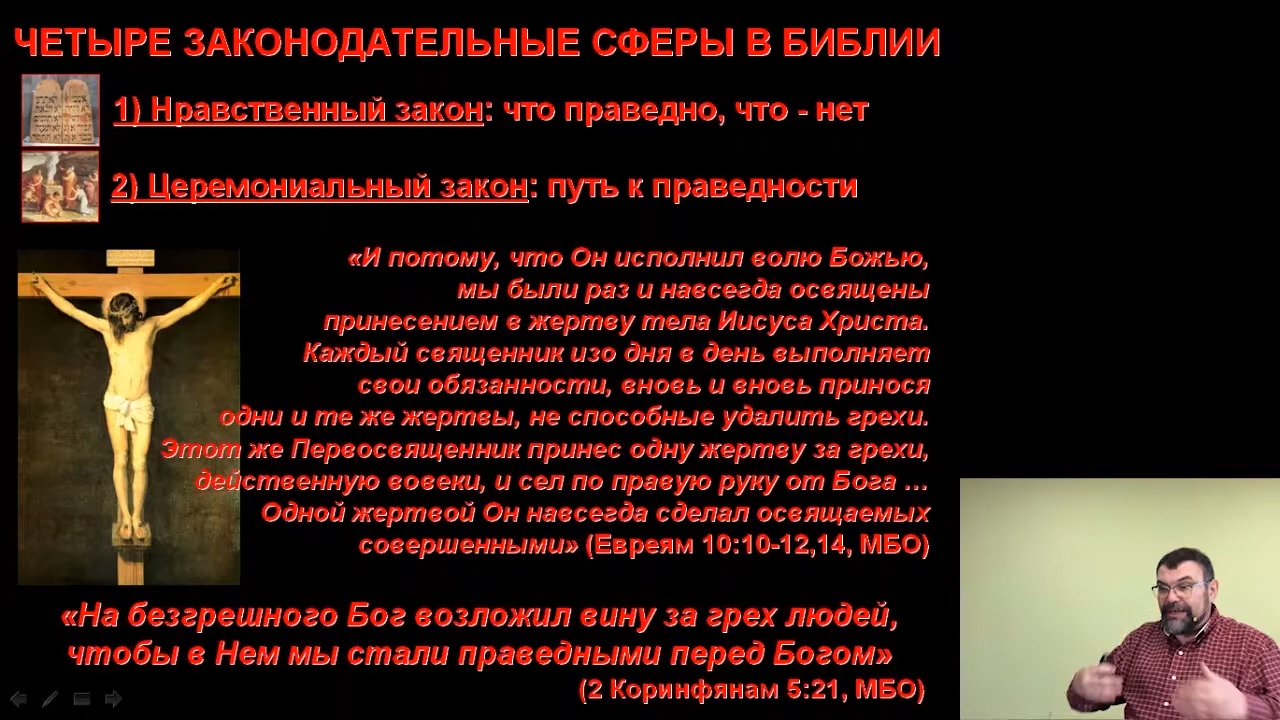 ЧЕТЫРЕ ЗАКОНОДАТЕЛЬНЫЕ СФЕРЫ В БИБЛИИ
1) Нравственный закон: что праведно, что - нет
2) Церемониальный закон: путь к праведности
«И потому, что Он исполнил волю Божью,
мы были раз и навсегда освящены
принесением в жертву тела Иисуса Христа.
Каждый священник изо дня в день выполняет
свои обязанности, вновь и вновь принося
одни и те же жертвы, не способные удалить грехи.
Этот же Первосвященник принес одну жертву за грехи,
действенную вовеки, и сел по правую руку от Бога ...
Одной жертвой Он навсегда сделал освящаемых
совершенными» (Евреям 10:10-12,14, МБО)
«На безгрешного Бог возложил вину за грех людей,
чтобы в Нем мы стали праведными перед Богом»
(2 Коринфянам 5:21, МБО)